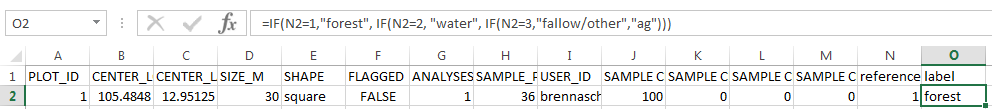 O2 fx =IF(N2=1,"forest", IF(N2=2, "water", IF(N2=3,"fallow/other","ag")))
A B C D E F G H I J K L M N O
1 PLOT_ID CENTER_L CENTER_L SIZE_M SHAPE FLAGGED ANALYSES SAMPLE_P USER_ID SAMPLE C SAMPLE C SAMPLE C SAMPLE C reference label
2 1 105.4848 12.95125 30 square FALSE 1 36 brennasch 100 0 0 0 1 forest